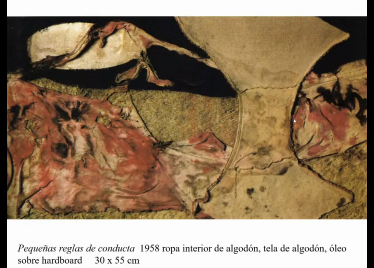 Pequeñas reglas de conducta 1958 ropa interior de algodón, tela de algodón, óleo
sobre hardboard 30 x 55 cm